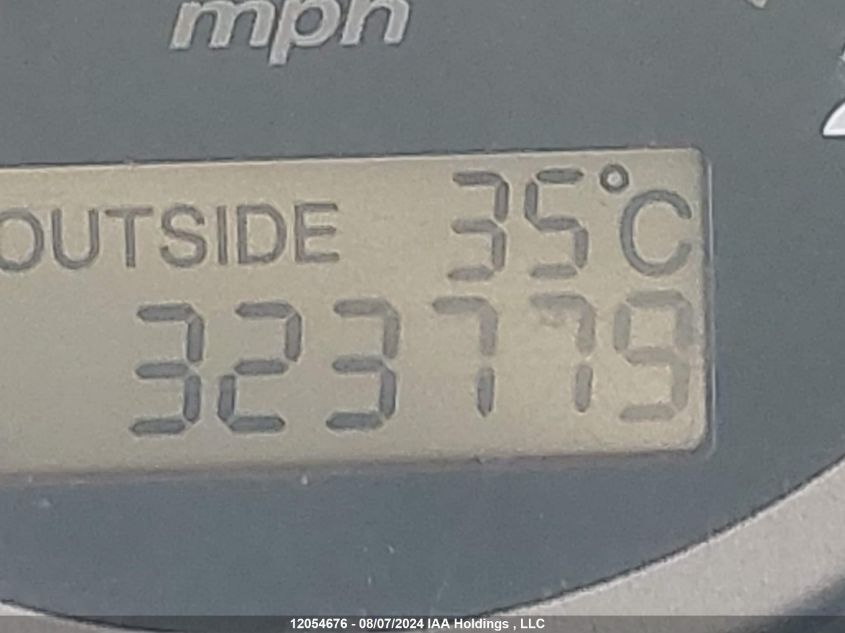 mph
OUTSIDE 35°C
323779
12054676 - 08/07/2024 IAA Holdings , LLC